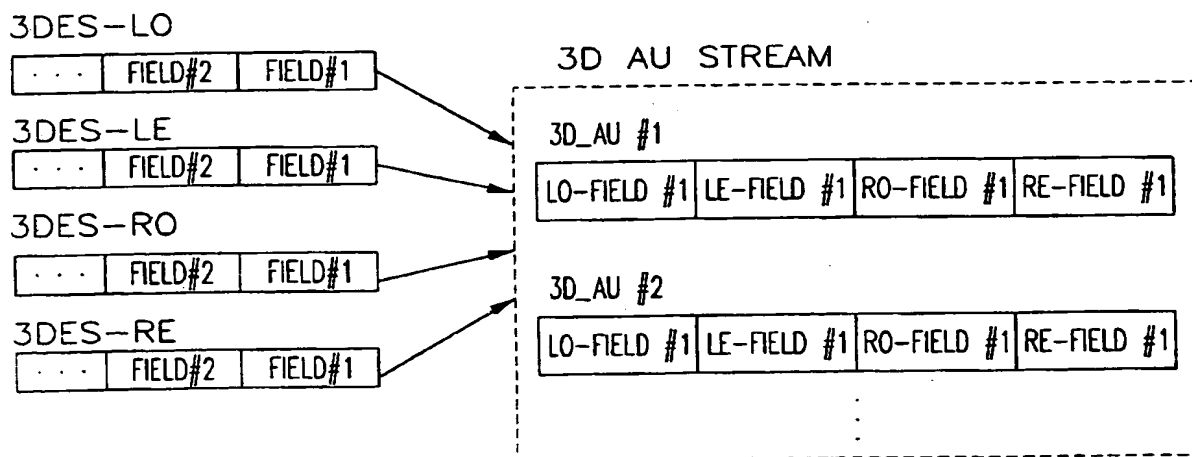 3DES-LO
... FIELD#2 FIELD#1
3DES-LE
... FIELD#2 FIELD#1
3DES-RO
... FIELD#2 FIELD#1
3DES-RE
... FIELD#2 FIELD#1
3D AU STREAM
3D_AU #1
LO-FIELD #1 LE-FIELD #1 RO-FIELD #1 RE-FIELD #1
3D_AU #2
LO-FIELD #1 LE-FIELD #1 RO-FIELD #1 RE-FIELD #1